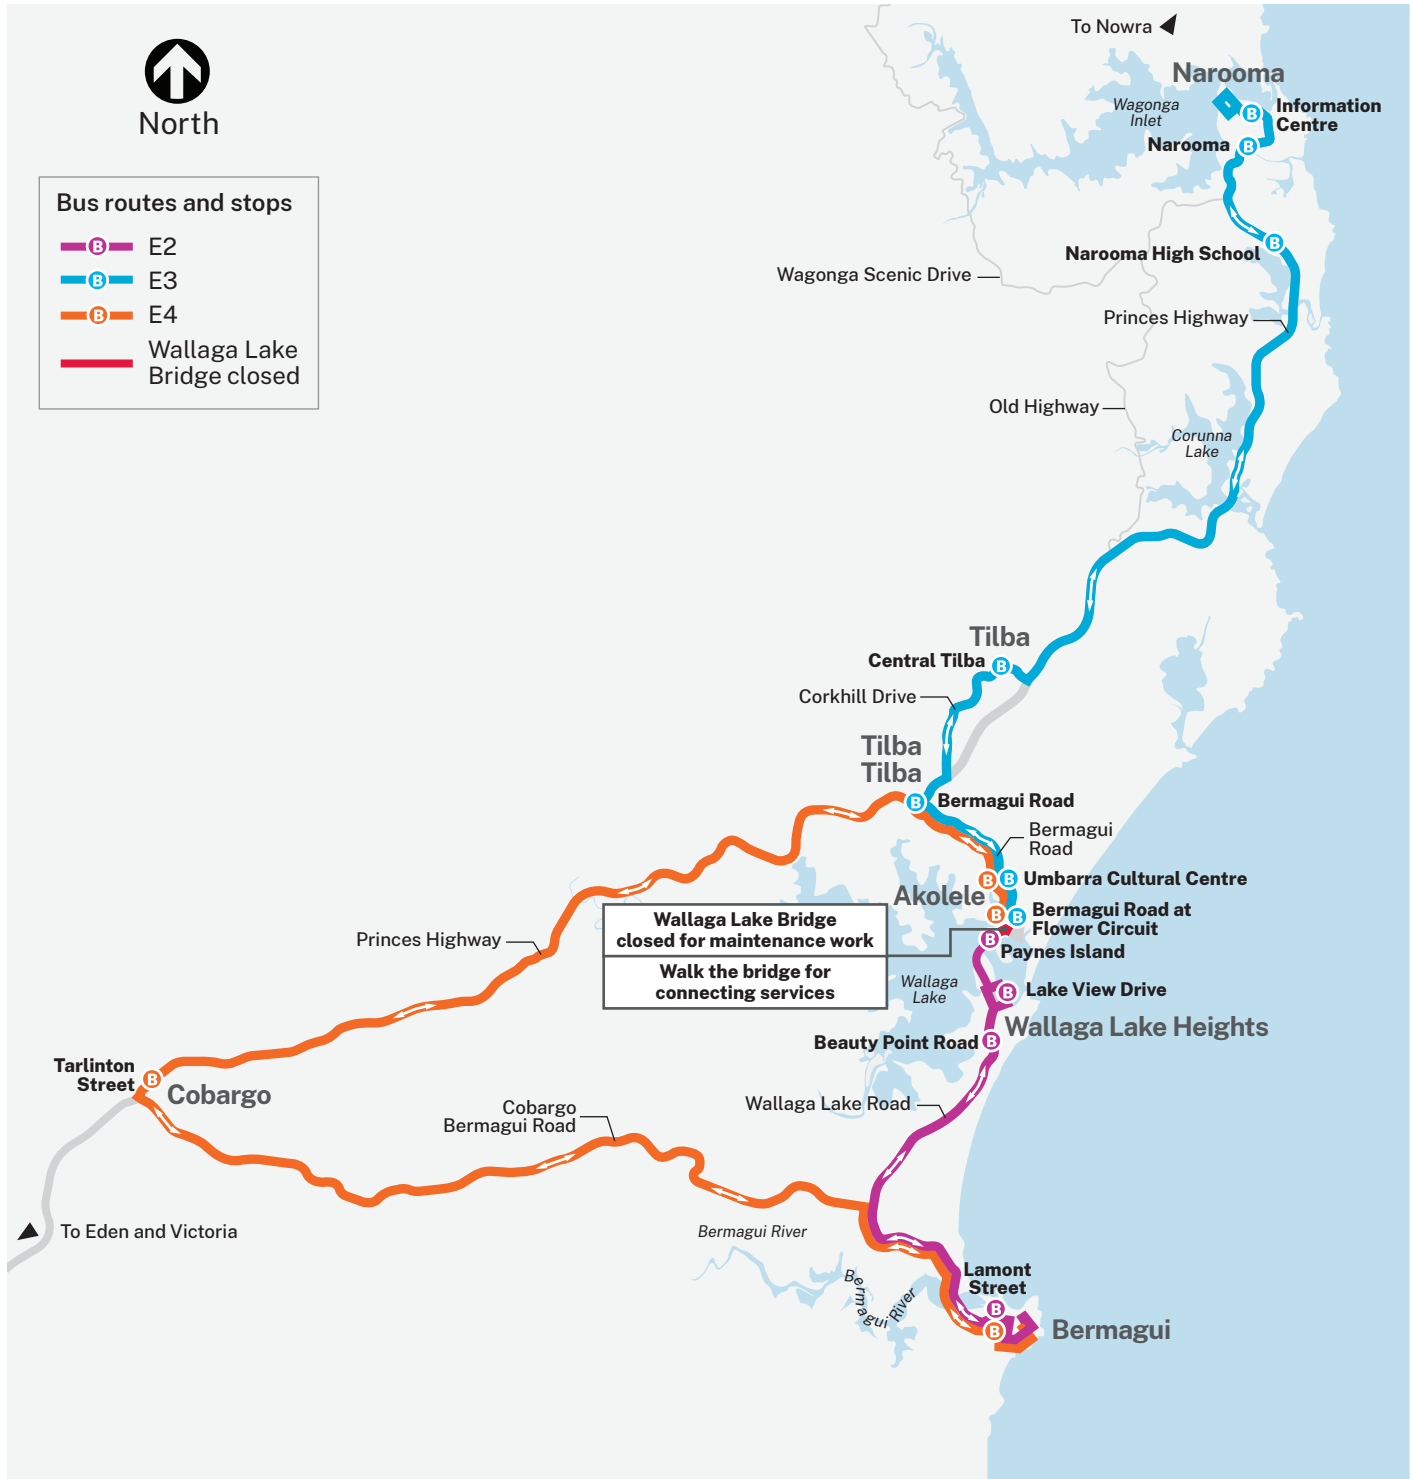 To Nowra
Narooma
Wagonga
Inlet
B
Information
Centre
Narooma
B
North
Bus routes and stops
B E2
B E3
B E4
Wallaga Lake
Bridge closed
B
Narooma High School
Wagonga Scenic Drive
Princes Highway
Old Highway
Corunna
Lake
Tilba
Central Tilba B
Corkhill Drive
Tilba
Tilba
B Bermagui Road
Bermagui
Road
B B Umbarra Cultural Centre
Akolele
B B Bermagui Road at
Flower Circuit
Wallaga Lake Bridge
closed for maintenance work
Walk the bridge for
connecting services
B
Paynes Island
Princes Highway
Wallaga
Lake
B Lake View Drive
Wallaga Lake Heights
Beauty Point Road B
Tarlinton
Street
B
Cobargo
Cobargo
Bermagui Road
Wallaga Lake Road
To Eden and Victoria
Bermagui River
Bermagui River
Lamont
Street
B
B
Bermagui